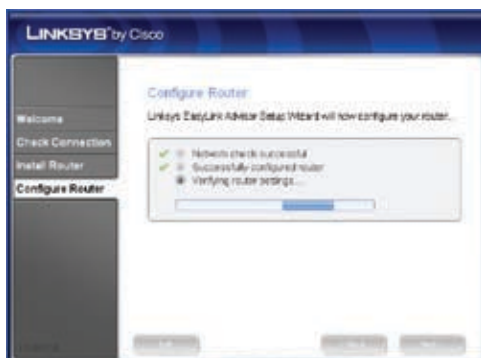 LINKSYS by Cisco
Configure Router
Linksys EasyLink Advisor Setup Wizard will now configure your router.
Welcome
Check Connection
Install Router
Configure Router
Network check successful
Successfully configured router
Verifying router settings...